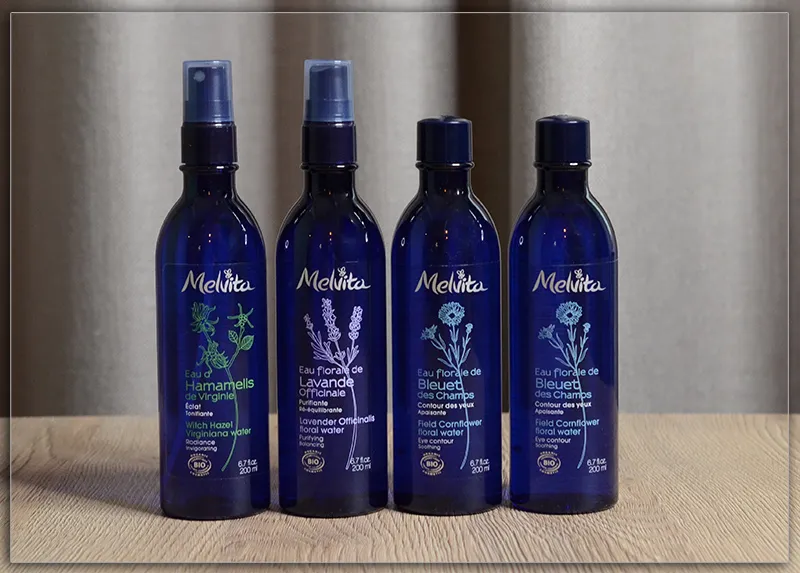 Melvita
Eau d'
Hamamelis
de Virginie
Éclat
Tonifiante
Witch Hazel
Virginiana water
Radiance
Invigorating
BIO
6.7 fl.oz.
200 ml
Melvita
Eau florale de
Lavande
Officinale
Purifiante
Ré-équilibrante
Lavender Officinalis
floral water
Purifying
Balancing
BIO
6.7 fl.oz.
200 ml
Melvita
Eau florale de
Bleuet
des Champs
Contour des yeux
Apaisante
Field Cornflower
floral water
Eye contour
Soothing
BIO
6.7 fl.oz.
200 ml
Melvita
Eau florale de
Bleuet
des Champs
Contour des yeux
Apaisante
Field Cornflower
floral water
Eye contour
Soothing
BIO
6.7 fl.oz.
200 ml